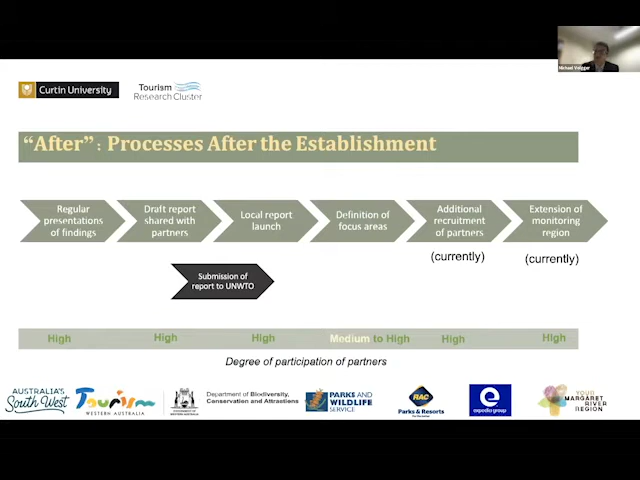 Michael Volgger
Curtin University
Tourism
Research Cluster
“After” : Processes After the Establishment
Regular
presentations
of findings
Draft report
shared with
partners
Local report
launch
Definition of
focus areas
Additional
recruitment
of partners
Extension of
monitoring
region
(currently)
(currently)
Submission of
report to UNWTO
High
High
High
Medium to High
High
High
Degree of participation of partners
AUSTRALIA'S
South West
Tourism
WESTERN AUSTRALIA
Department of Biodiversity,
Conservation and Attractions
PARKS AND
WILDLIFE
SERVICE
RAC
Parks & Resorts
e
expedia group
YOUR
MARGARET
RIVER
REGION